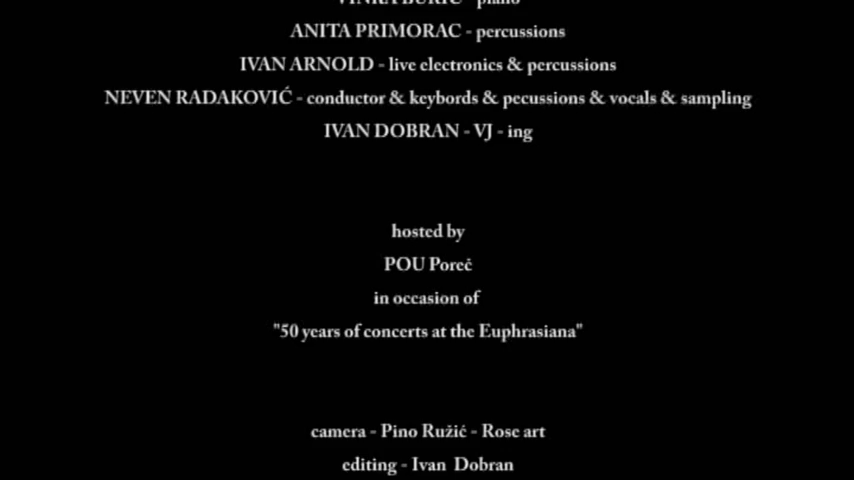 piano
ANITA PRIMORAC - percussions
IVAN ARNOLD - live electronics & percussions
NEVEN RADAKOVIĆ - conductor & keybords & pecussions & vocals & sampling
IVAN DOBRAN - VJ - ing
hosted by
POU Poreč
in occasion of
"50 years of concerts at the Euphrasiana"
camera - Pino Ružić - Rose art
editing - Ivan Dobran